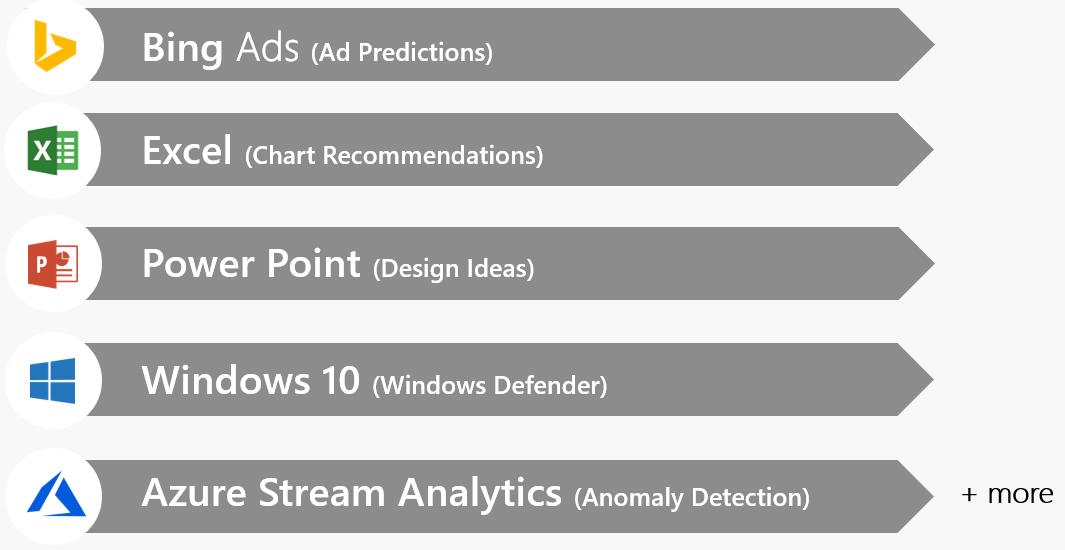 Bing Ads (Ad Predictions)
X
Excel (Chart Recommendations)
P
Power Point (Design Ideas)
Windows 10 (Windows Defender)
Azure Stream Analytics (Anomaly Detection)
+ more